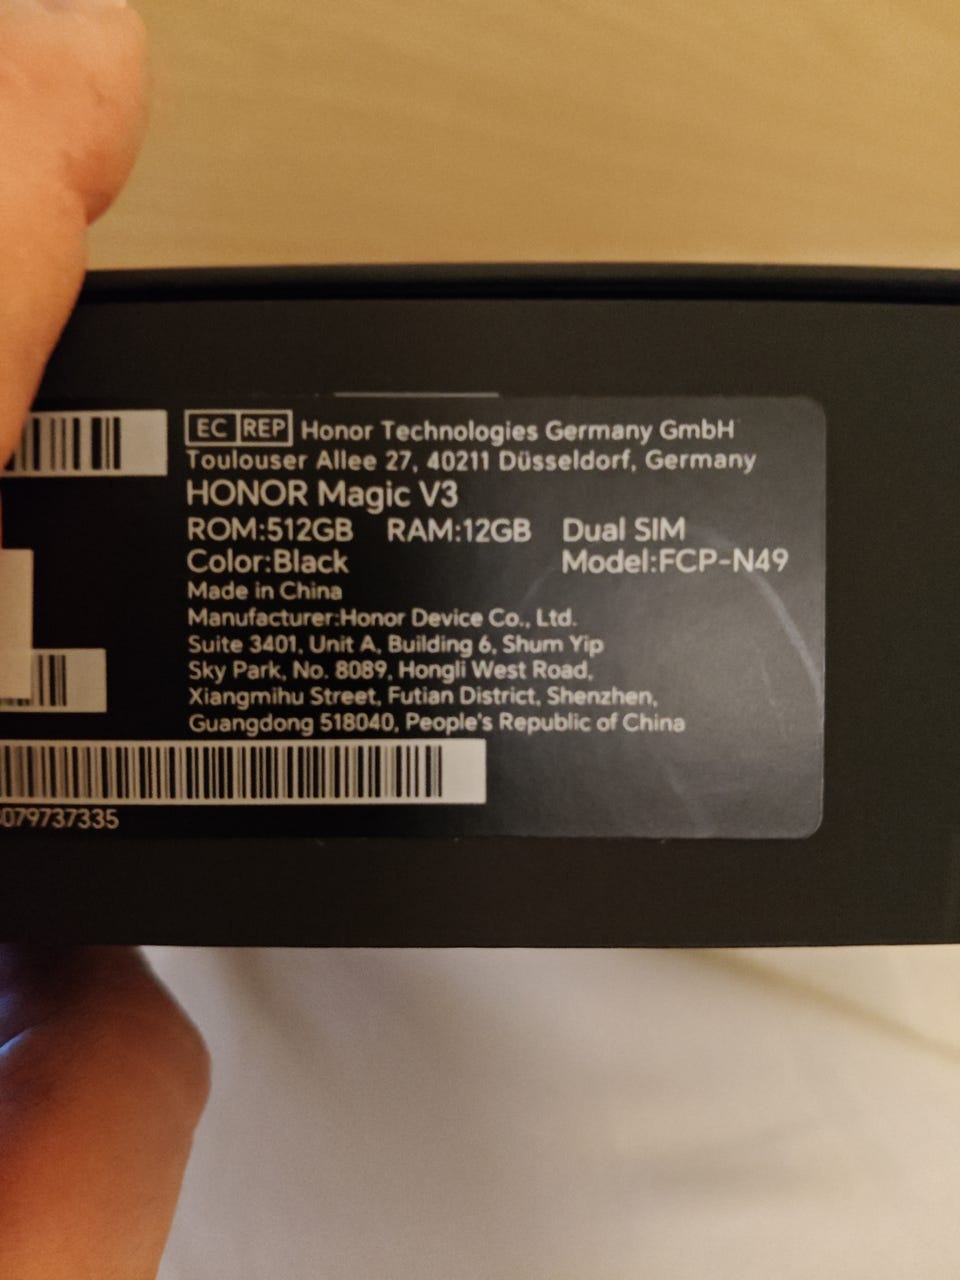 EC REP Honor Technologies Germany GmbH
Toulouser Allee 27, 40211 Düsseldorf, Germany
HONOR Magic V3
ROM:512GB RAM:12GB Dual SIM
Color:Black Model:FCP-N49
Made in China
Manufacturer:Honor Device Co., Ltd.
Suite 3401, Unit A, Building 6, Shum Yip
Sky Park, No. 8089, Hongli West Road,
Xiangmihu Street, Futian District, Shenzhen,
Guangdong 518040, People's Republic of China
079737335